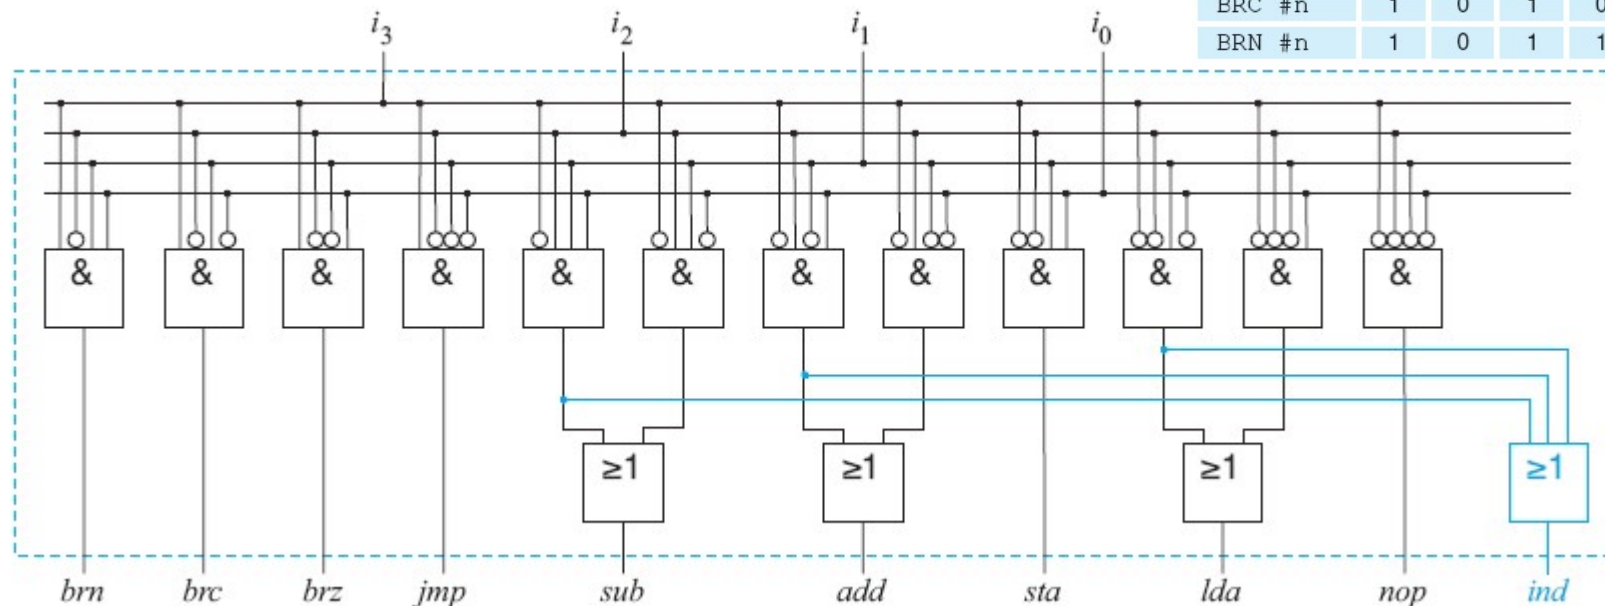 i3 i2 i1 i0
BRC #n 1 0 1 0
BRN #n 1 0 1 1
& & & & & & & & & & & &
≥1 ≥1 ≥1 ≥1
brn brc brz jmp sub add sta lda nop ind